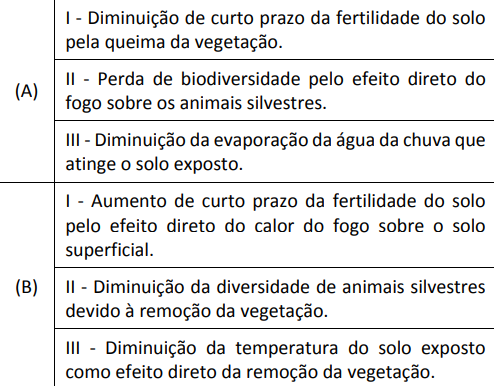 I - Diminuição de curto prazo da fertilidade do solo
pela queima da vegetação.
(A)
II - Perda de biodiversidade pelo efeito direto do
fogo sobre os animais silvestres.
III - Diminuição da evaporação da água da chuva que
atinge o solo exposto.
I - Aumento de curto prazo da fertilidade do solo
pelo efeito direto do calor do fogo sobre o solo
superficial.
(B)
II - Diminuição da diversidade de animais silvestres
devido à remoção da vegetação.
III - Diminuição da temperatura do solo exposto
como efeito direto da remoção da vegetação.